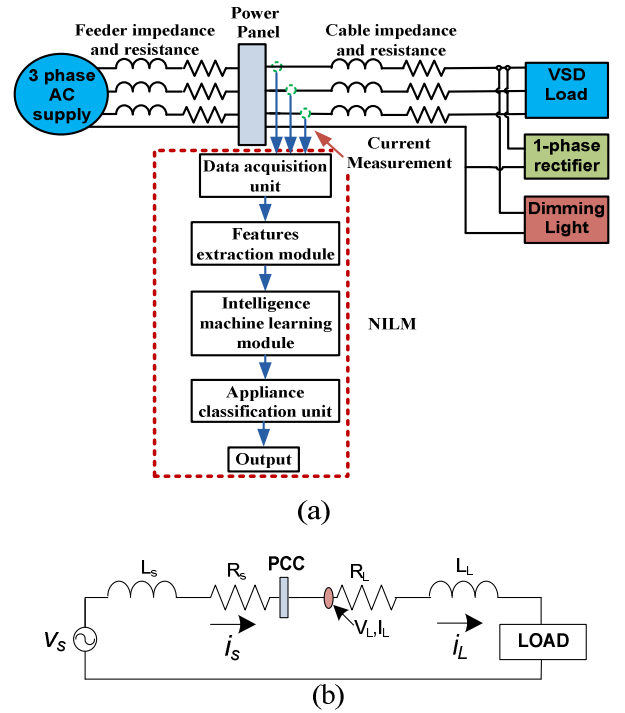 Power
Panel
Feeder impedance
and resistance
Cable impedance
and resistance
3 phase
AC
supply
VSD
Load
Current
Measurement
1-phase
rectifier
Data acquisition
unit
Dimming
Light
Features
extraction module
Intelligence
machine learning
module
NILM
Appliance
classification unit
Output
(a)
Ls
Rs
PCC
RL
LL
Vs
is
VL,IL
iL
LOAD
(b)